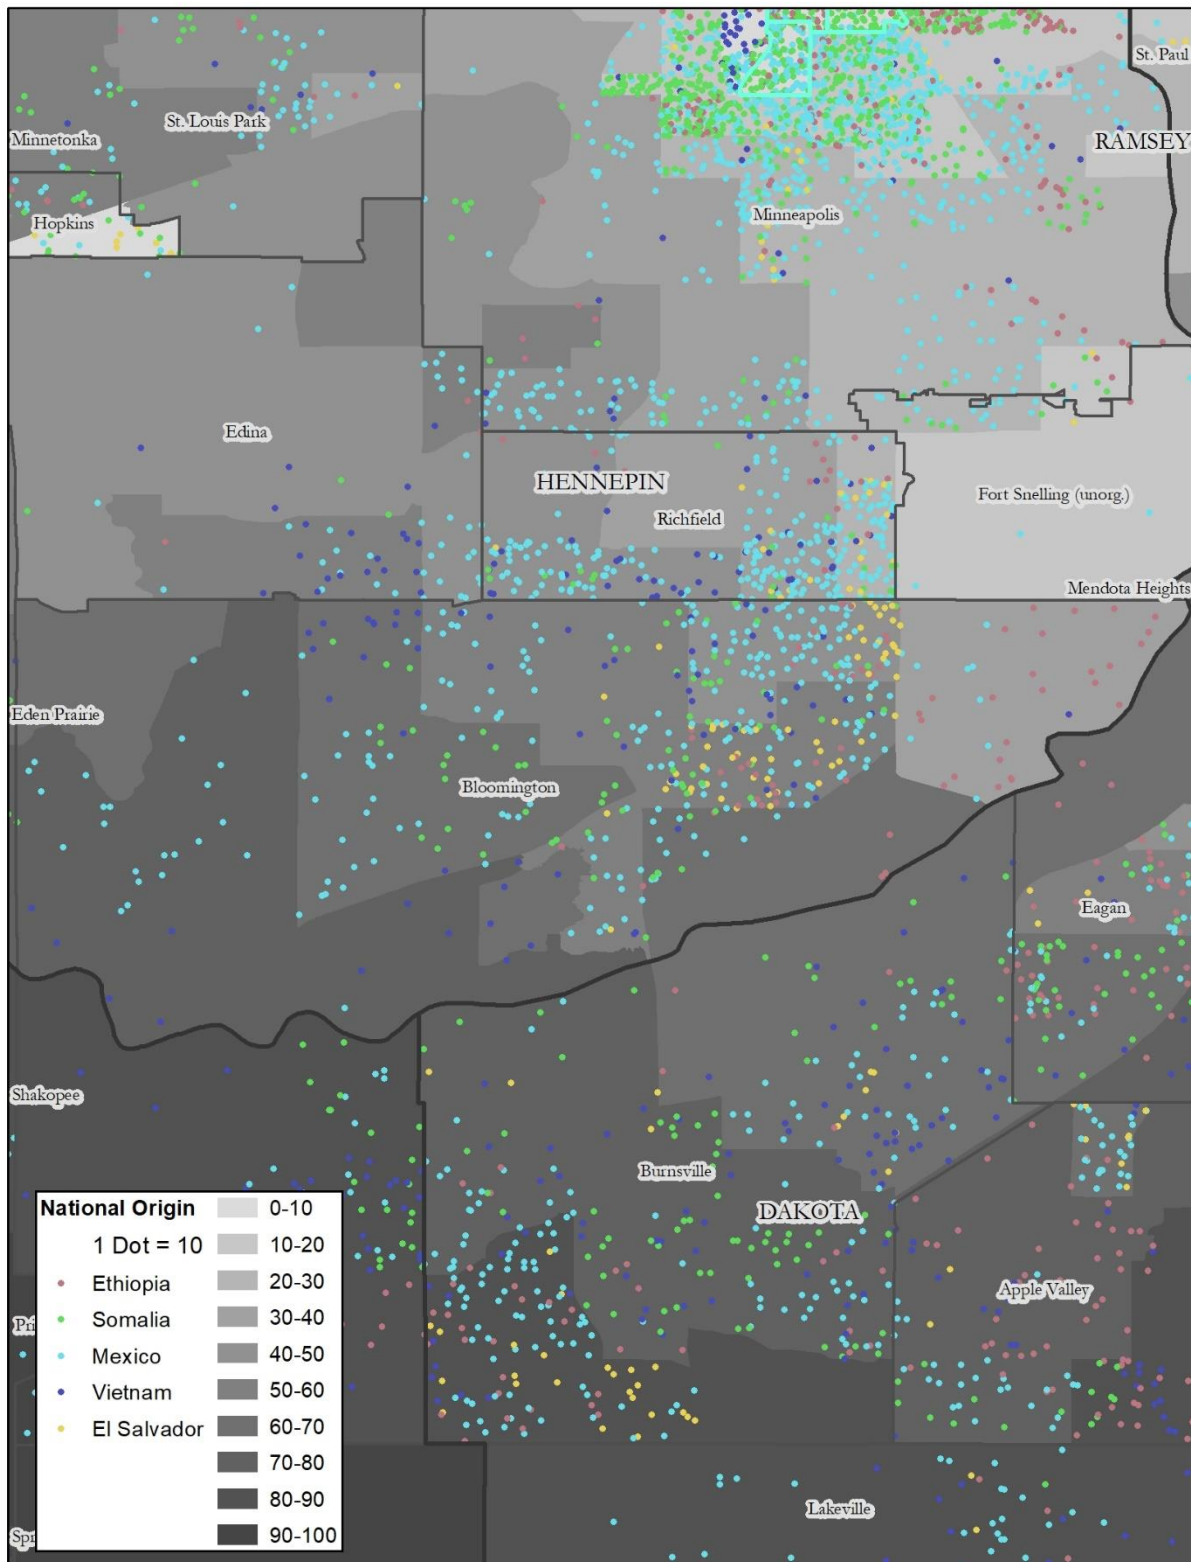 St. Paul
St. Louis Park
Minnetonka
RAMSEY
Minneapolis
Hopkins
Edina
HENNEPIN
Fort Snelling (unorg.)
Richfield
Mendota Heights
Eden Prairie
Bloomington
Eagan
Shakopee
Burnsville
DAKOTA
Apple Valley
Lakeville
Pri
Spr
National Origin
1 Dot = 10
Ethiopia
Somalia
Mexico
Vietnam
El Salvador
0-10
10-20
20-30
30-40
40-50
50-60
60-70
70-80
80-90
90-100